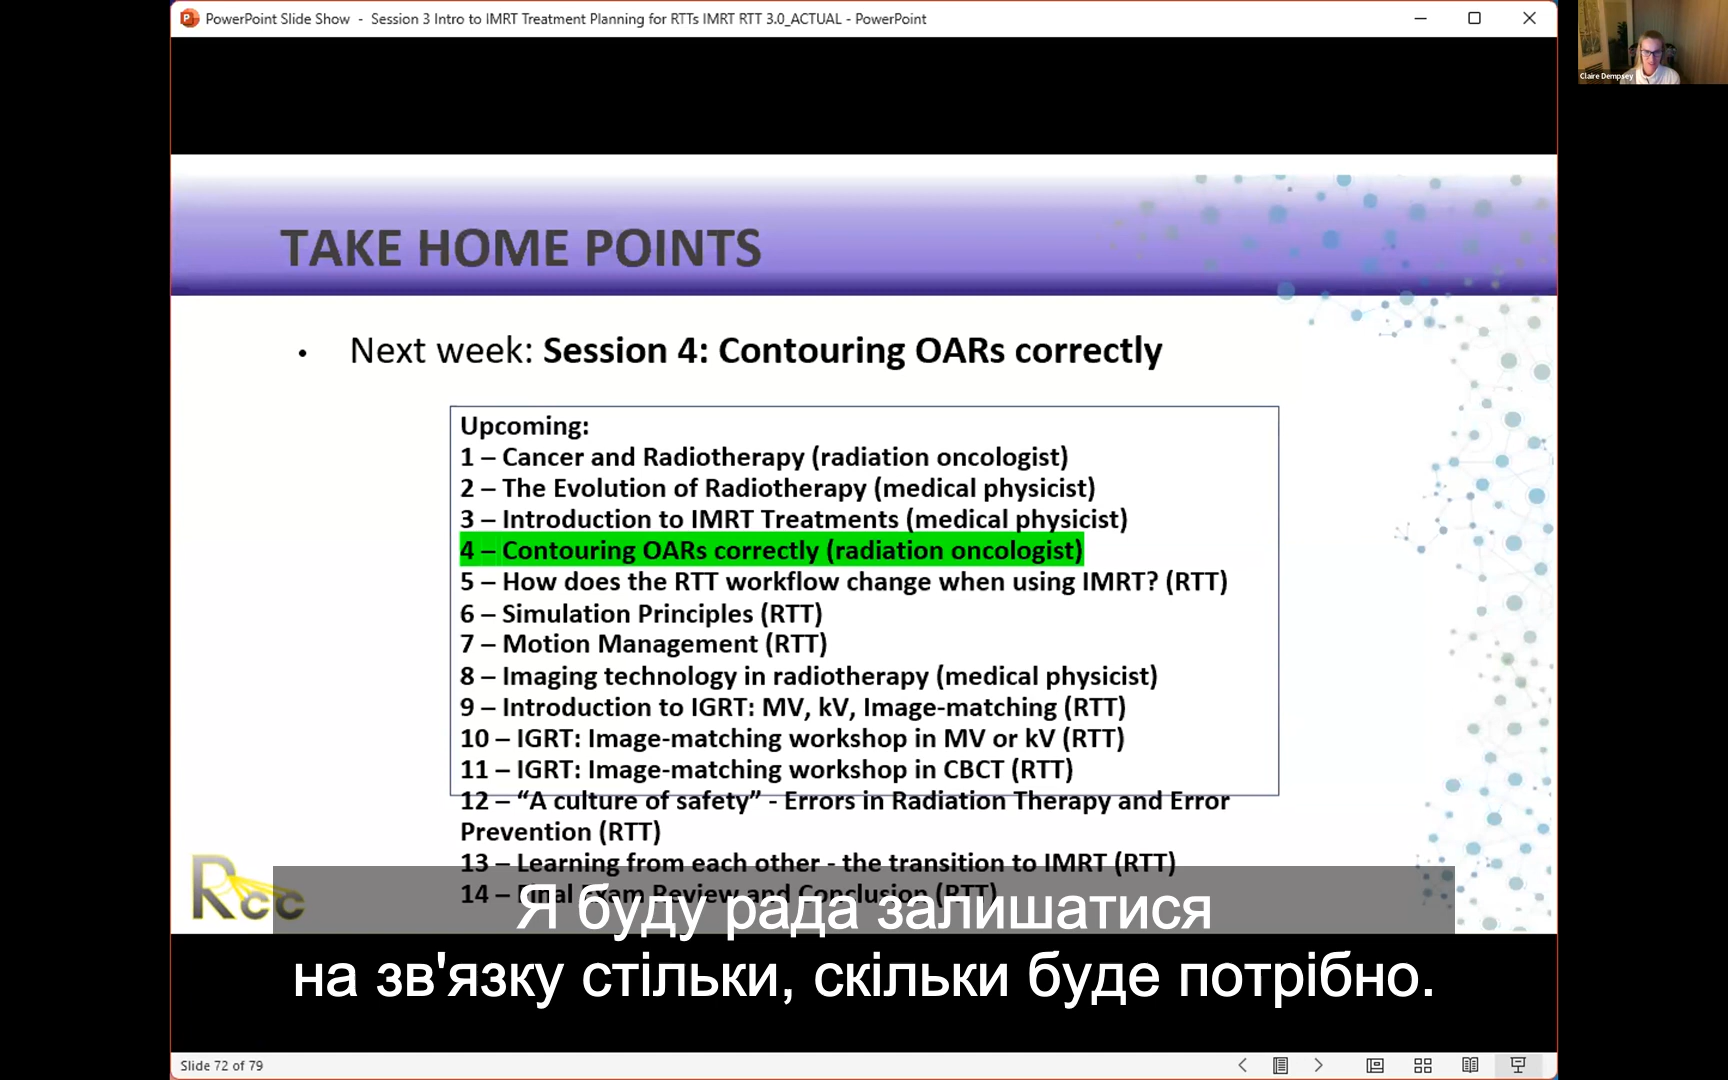 PowerPoint Slide Show - Session 3 Intro to IMRT Treatment Planning for RTTs IMRT RTT 3.0_ACTUAL - PowerPoint
Claire Dempsey
TAKE HOME POINTS
• Next week: Session 4: Contouring OARs correctly
Upcoming:
1 – Cancer and Radiotherapy (radiation oncologist)
2 – The Evolution of Radiotherapy (medical physicist)
3 – Introduction to IMRT Treatments (medical physicist)
4 – Contouring OARs correctly (radiation oncologist)
5 – How does the RTT workflow change when using IMRT? (RTT)
6 – Simulation Principles (RTT)
7 – Motion Management (RTT)
8 – Imaging technology in radiotherapy (medical physicist)
9 – Introduction to IGRT: MV, kV, Image-matching (RTT)
10 – IGRT: Image-matching workshop in MV or kV (RTT)
11 – IGRT: Image-matching workshop in CBCT (RTT)
12 – “A culture of safety” - Errors in Radiation Therapy and Error
Prevention (RTT)
13 – Learning from each other - the transition to IMRT (RTT)
14 – Final Exam Review and Conclusion (RTT)
Rcc
Я буду рада залишатися
на зв'язку стільки, скільки буде потрібно.
Slide 72 of 79